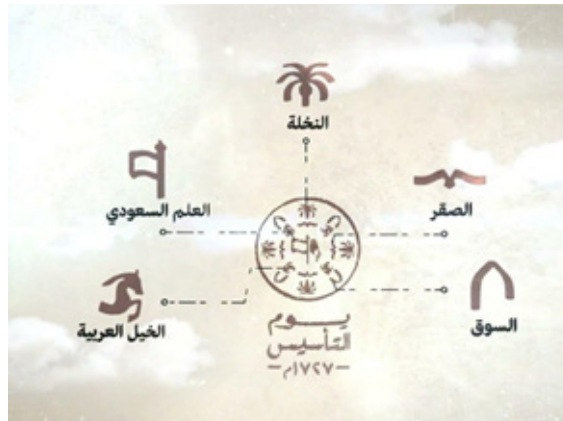 النخلة
الصقر
العلم السعودي
السوق
الخيل العربية
يوم
التأسيس
١٧٢٧م